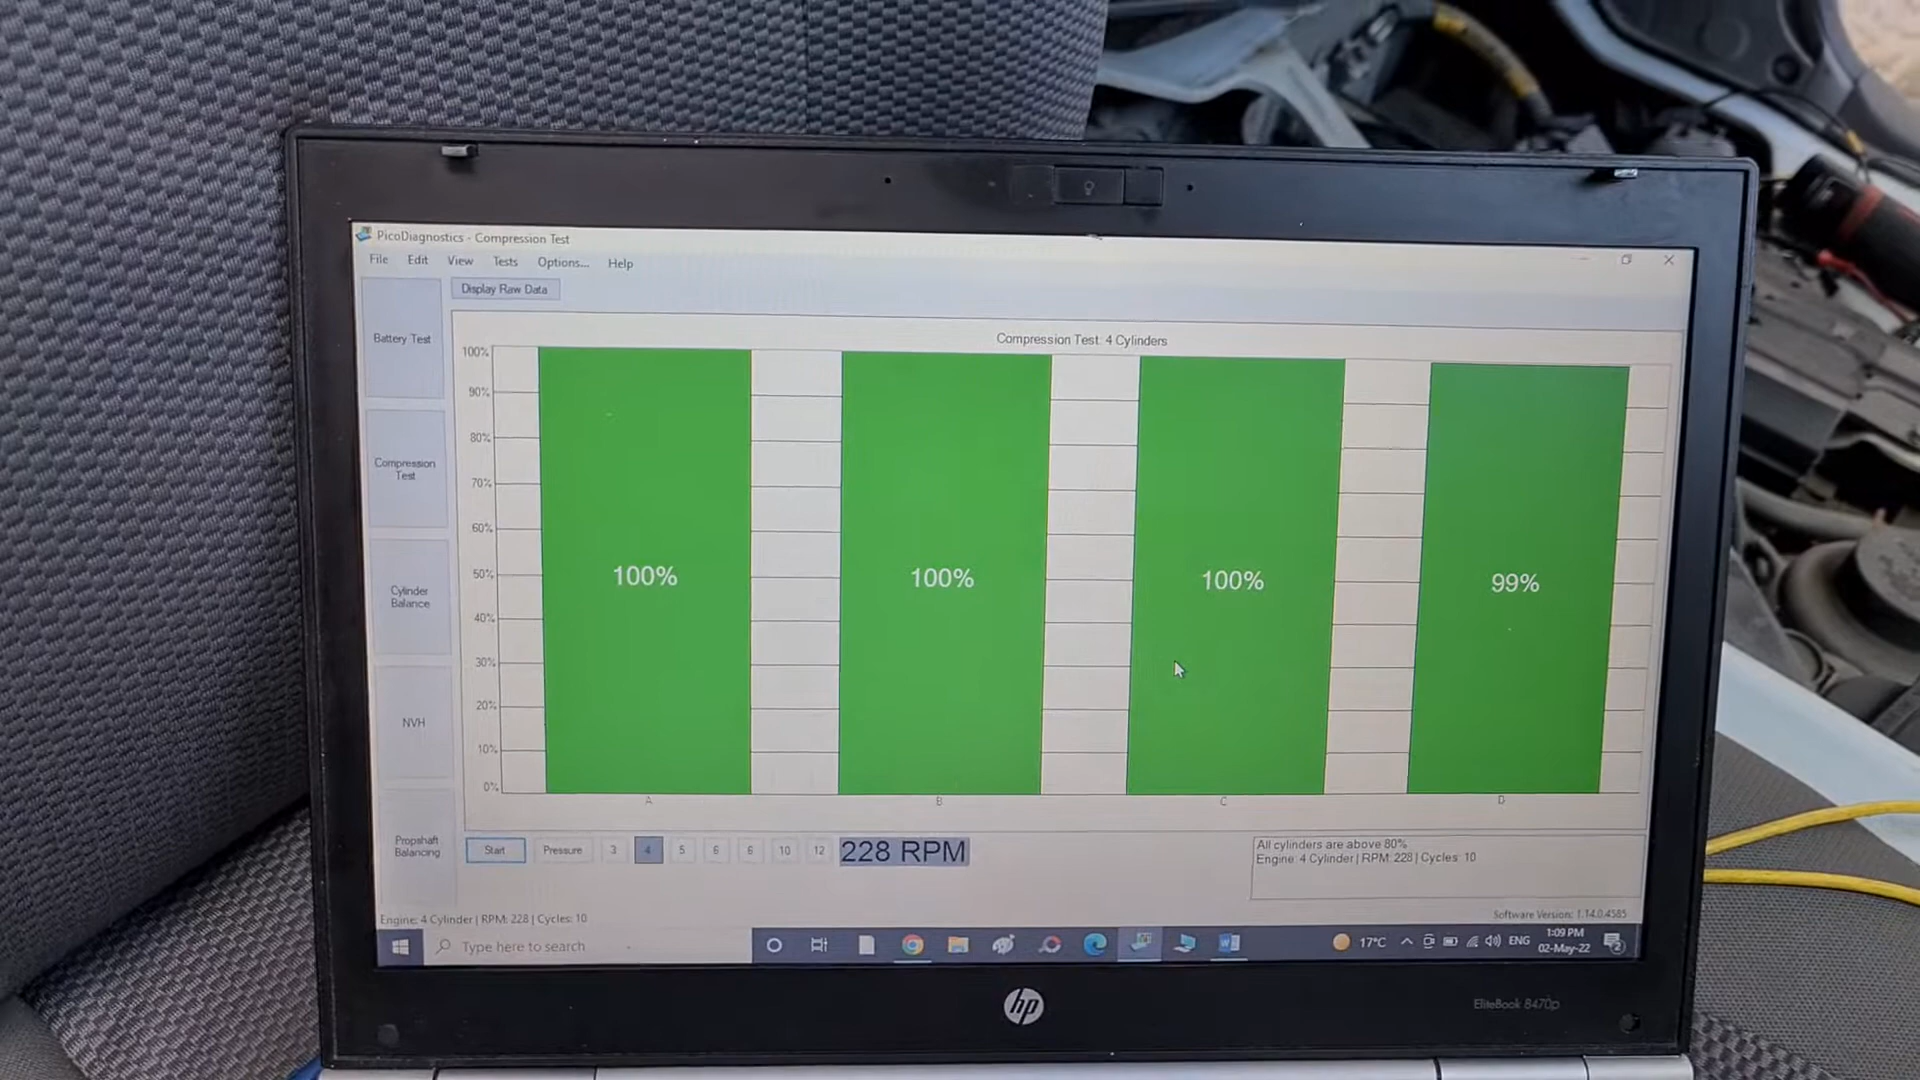 PicoDiagnostics - Compression Test
File Edit View Tests Options... Help
Display Raw Data
Battery Test
Compression
Test
Cylinder
Balance
NVH
Propshaft
Balancing
Compression Test: 4 Cylinders
100%
90%
80%
70%
60%
50%
40%
30%
20%
10%
0%
100%
100%
100%
99%
A B C D
Start Pressure 3 4 5 6 6 10 12 228 RPM
All cylinders are above 80%
Engine: 4 Cylinder | RPM: 228 | Cycles: 10
Engine: 4 Cylinder | RPM: 228 | Cycles: 10
Software Version: 1.14.0.4585
Type here to search
17°C ENG
1:09 PM
02-May-22
2
hp
EliteBook 8470p